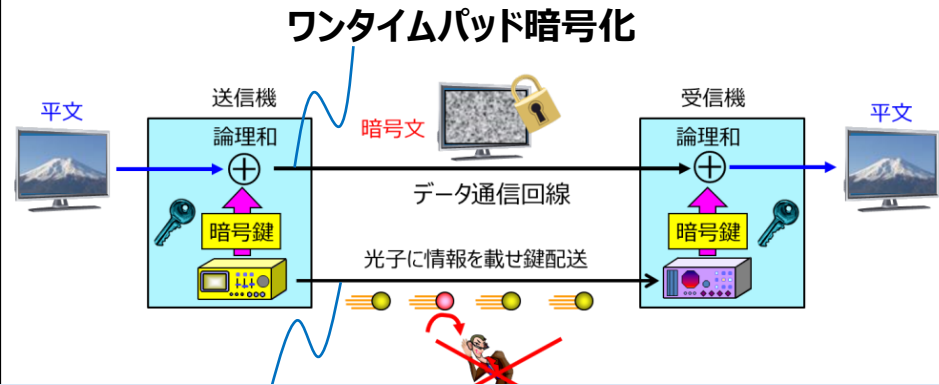 ワンタイムパッド暗号化
送信機
受信機
平文
暗号文
平文
論理和
論理和
データ通信回線
暗号鍵
暗号鍵
光子に情報を載せ鍵配送